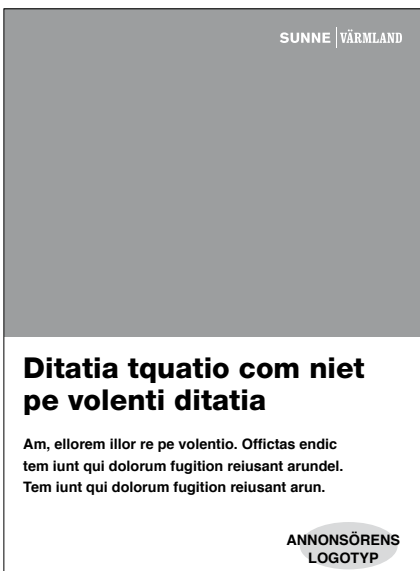 SUNNE | VÄRMLAND
Ditatia tquatio com niet
pe volenti ditatia
Am, ellorem illor re pe volentio. Offictas endic
tem iunt qui dolorum fugition reiusant arundel.
Tem iunt qui dolorum fugition reiusant arun.
ANNONSÖRENS
LOGOTYP